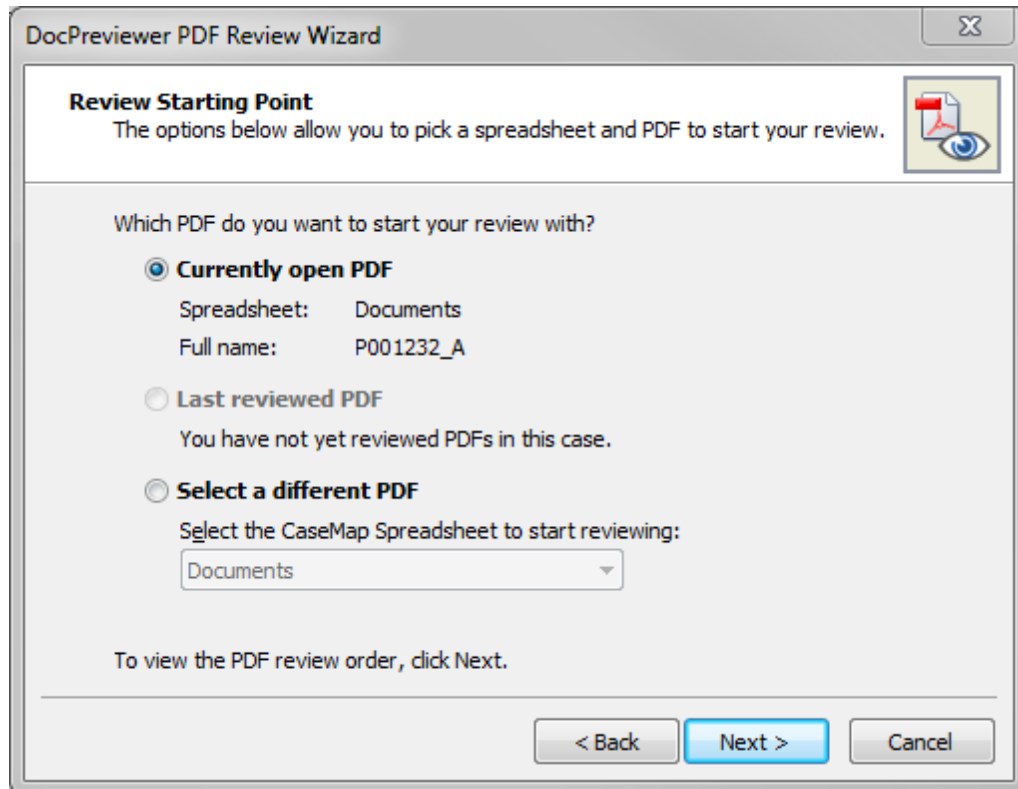 DocPreviewer PDF Review Wizard
Review Starting Point
The options below allow you to pick a spreadsheet and PDF to start your review.
Which PDF do you want to start your review with?
Currently open PDF
Spreadsheet: Documents
Full name: P001232_A
Last reviewed PDF
You have not yet reviewed PDFs in this case.
Select a different PDF
Select the CaseMap Spreadsheet to start reviewing:
Documents
To view the PDF review order, click Next.
< Back Next > Cancel